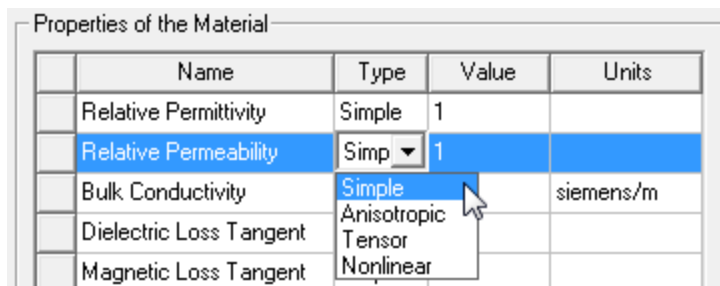 Properties of the Material
Name Type Value Units
Relative Permittivity Simple 1
Relative Permeability Simp 1
Bulk Conductivity Simple siemens/m
Dielectric Loss Tangent Anisotropic
Tensor
Magnetic Loss Tangent Nonlinear